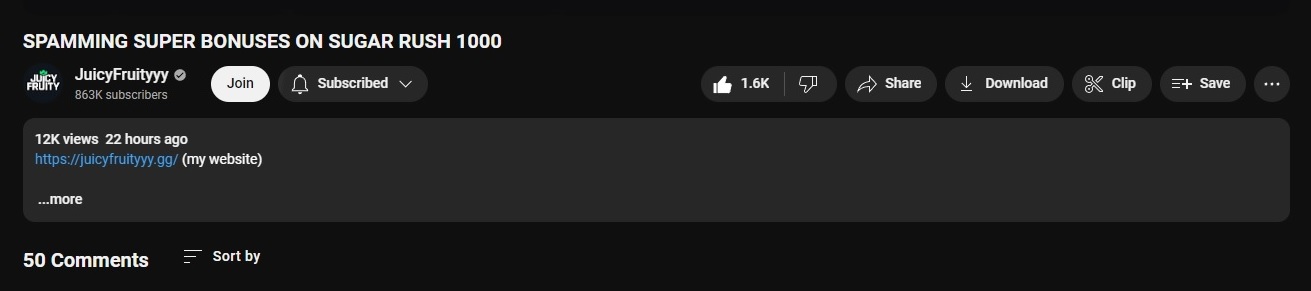 SPAMMING SUPER BONUSES ON SUGAR RUSH 1000
JUICY
FRUITY
JuicyFruityyy
863K subscribers
Join
Subscribed
1.6K
Share
Download
Clip
Save
12K views 22 hours ago
https://juicyfruityyy.gg/ (my website)
...more
50 Comments
Sort by